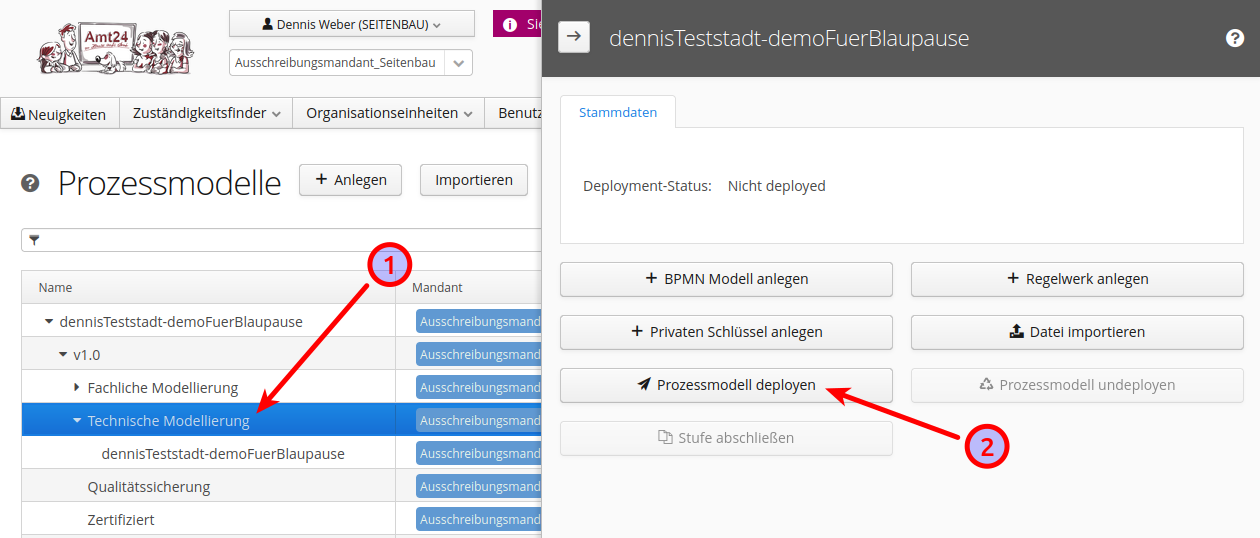 Amt24
Dennis Weber (SEITENBAU)
Sie
Ausschreibungsmandant_Seitenbau
Neuigkeiten
Zuständigkeitsfinder
Organisationseinheiten
Benutz
Prozessmodelle
+ Anlegen
Importieren
1
Name
Mandant
dennisTeststadt-demoFuerBlaupause
Ausschreibungsmand
v1.0
Ausschreibungsmand
Fachliche Modellierung
Ausschreibungsmand
Technische Modellierung
Ausschreibungsmand
dennisTeststadt-demoFuerBlaupause
Ausschreibungsmand
Qualitätssicherung
Ausschreibungsmand
Zertifiziert
Ausschreibungsmand
dennisTeststadt-demoFuerBlaupause
Stammdaten
Deployment-Status: Nicht deployed
+ BPMN Modell anlegen
+ Regelwerk anlegen
+ Privaten Schlüssel anlegen
Datei importieren
Prozessmodell deployen
Prozessmodell undeployen
Stufe abschließen
2